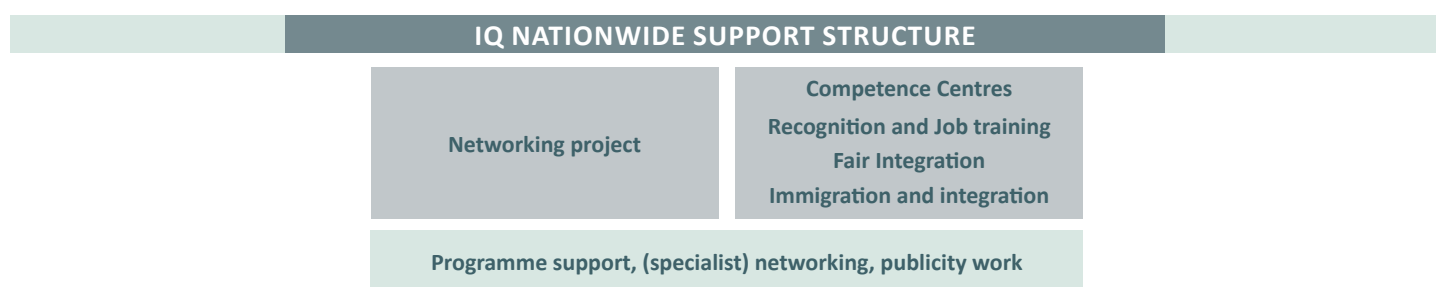 IQ NATIONWIDE SUPPORT STRUCTURE
Networking project
Competence Centres
Recognition and Job training
Fair Integration
Immigration and integration
Programme support, (specialist) networking, publicity work